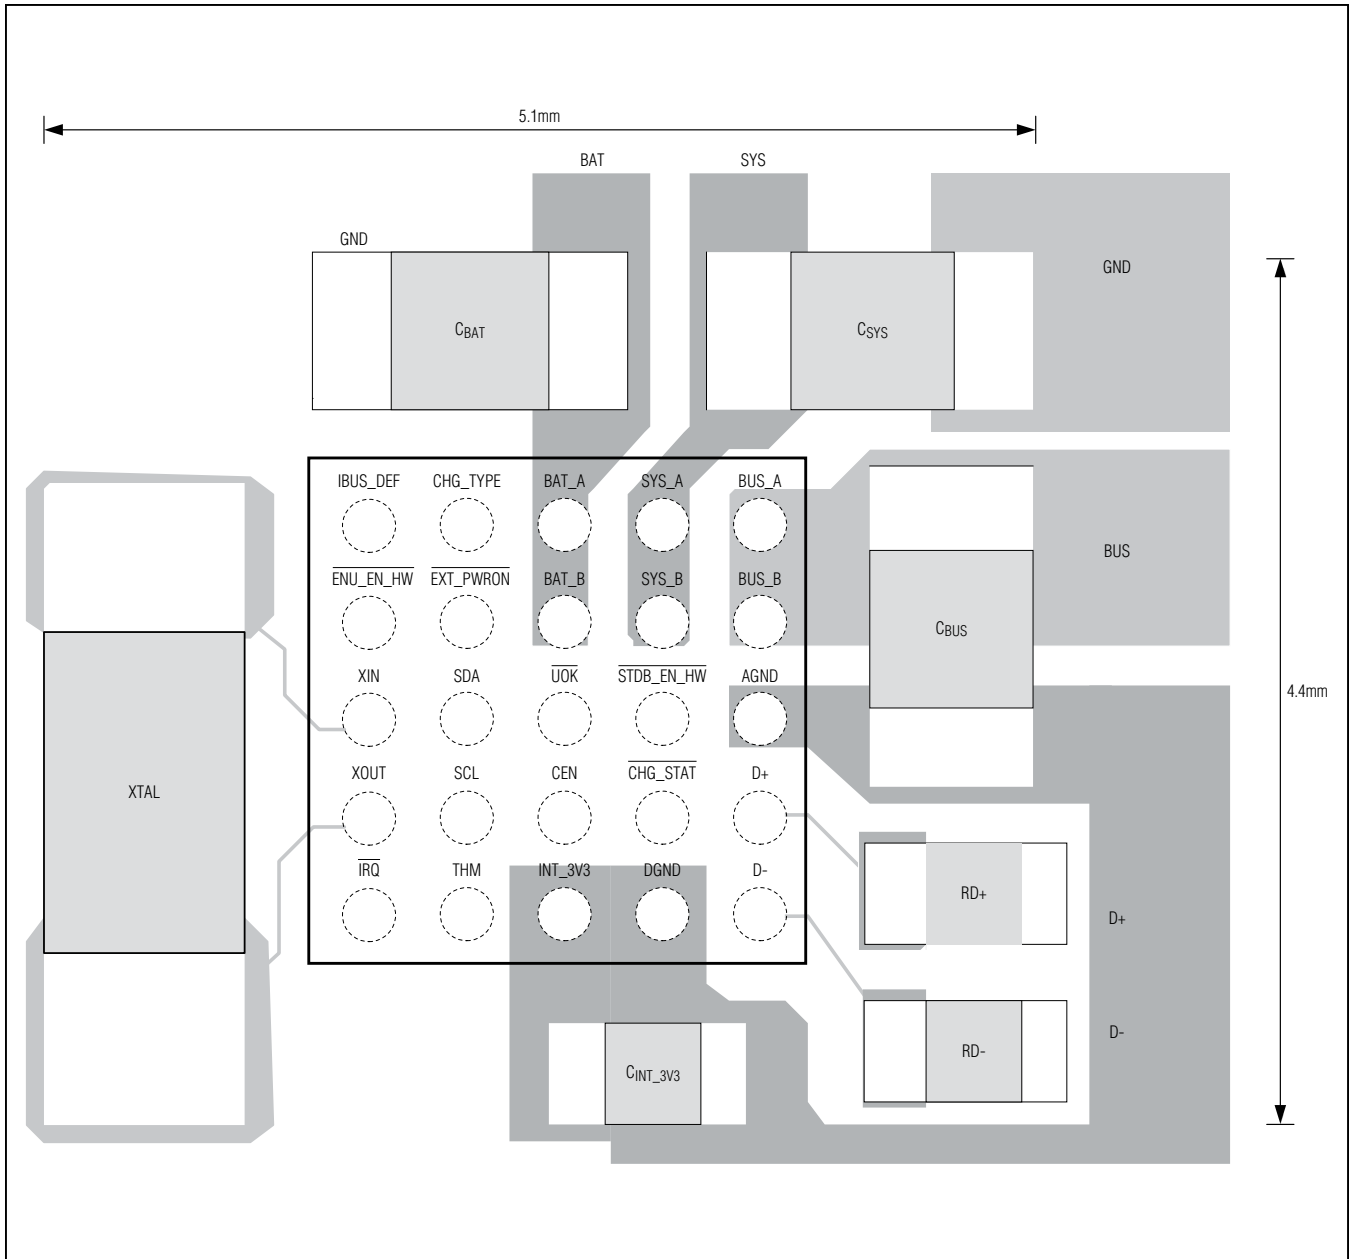 5.1mm
BAT SYS
GND
GND
CBAT CSYS
IBUS_DEF CHG_TYPE BAT_A SYS_A BUS_A
BUS
ENU_EN_HW EXT_PWRON BAT_B SYS_B BUS_B
CBUS
XIN SDA UOK STDB_EN_HW AGND
4.4mm
XOUT SCL CEN CHG_STAT D+
XTAL
IRQ THM INT_3V3 DGND D-
RD+
D+
D-
RD-
CINT_3V3